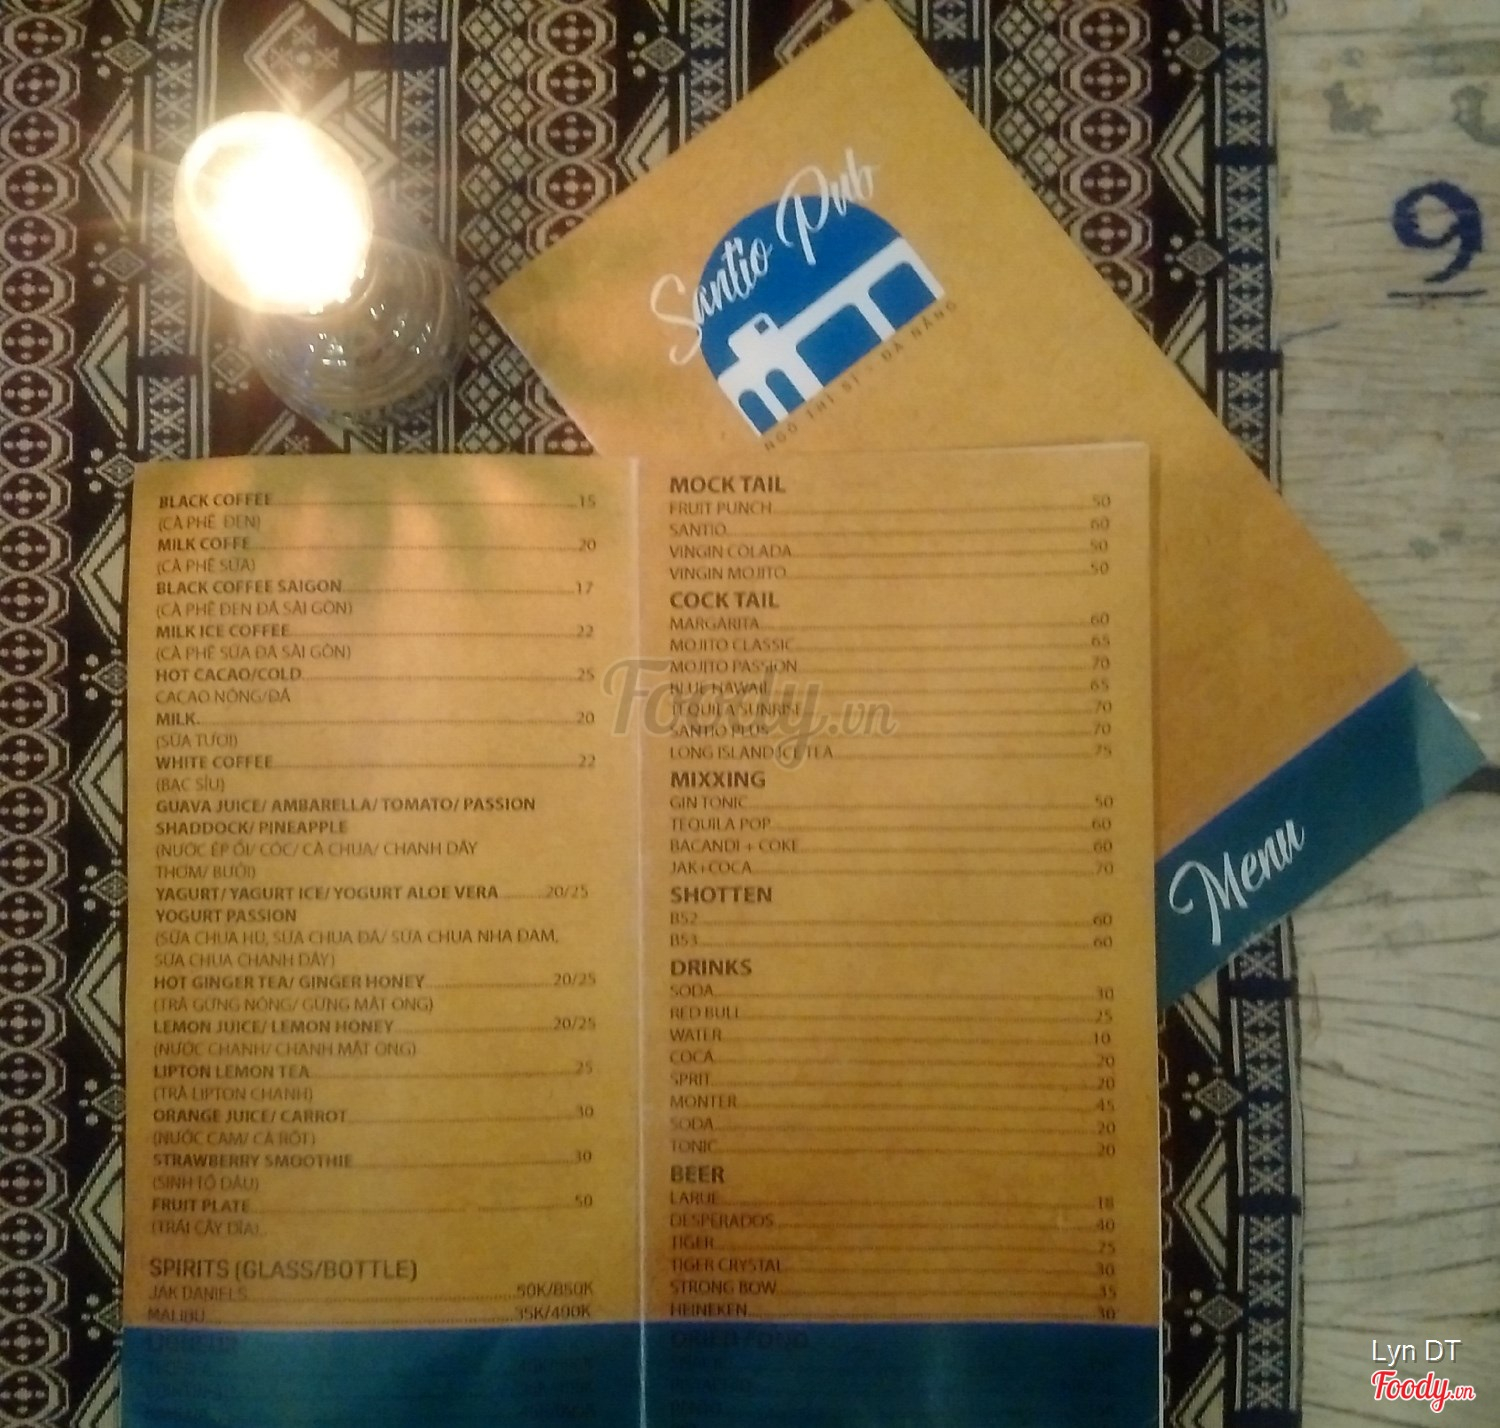 Santio Pub
NGÔ THÌ SĨ - ĐÀ NẴNG
9
Menu
BLACK COFFEE 15
(CÀ PHÊ ĐEN)
MILK COFFE 20
(CÀ PHÊ SỮA)
BLACK COFFEE SAIGON 17
(CÀ PHÊ ĐEN ĐÁ SÀI GÒN)
MILK ICE COFFEE 22
(CÀ PHÊ SỮA ĐÁ SÀI GÒN)
HOT CACAO/COLD 25
CACAO NÓNG/ĐÁ
MILK 20
(SỮA TƯƠI)
WHITE COFFEE 22
(BẠC SỈU)
GUAVA JUICE/ AMBARELLA/ TOMATO/ PASSION
SHADDOCK/ PINEAPPLE
(NƯỚC ÉP ỔI/ CÓC/ CÀ CHUA/ CHANH DÂY
THƠM/ BƯỞI)
YAGURT/ YAGURT ICE/ YOGURT ALOE VERA 20/25
YOGURT PASSION
(SỮA CHUA HŨ, SỮA CHUA ĐÁ/ SỮA CHUA NHA ĐAM,
SỮA CHUA CHANH DÂY)
HOT GINGER TEA/ GINGER HONEY 20/25
(TRÀ GỪNG NÓNG/ GỪNG MẬT ONG)
LEMON JUICE/ LEMON HONEY 20/25
(NƯỚC CHANH/ CHANH MẬT ONG)
LIPTON LEMON TEA 25
(TRÀ LIPTON CHANH)
ORANGE JUICE/ CARROT 30
(NƯỚC CAM/ CÀ RỐT)
STRAWBERRY SMOOTHIE 30
(SINH TỐ DÂU)
FRUIT PLATE 50
(TRÁI CÂY DĨA)
SPIRITS (GLASS/BOTTLE)
JAK DANIELS 50K/850K
MALIBU 35K/490K
MOCK TAIL
FRUIT PUNCH 50
SANTIO 60
VINGIN COLADA 50
VINGIN MOJITO 50
COCK TAIL
MARGARITA 60
MOJITO CLASSIC 65
MOJITO PASSION 70
BLUE HAWAII 65
TEQUILA SUNRISE 70
SANTIO PLUS 70
LONG ISLAND ICE TEA 75
MIXXING
GIN TONIC 50
TEQUILA POP 60
BACANDI + COKE 60
JAK+COCA 70
SHOTTEN
B52 60
B53 60
DRINKS
SODA 30
RED BULL 25
WATER 10
COCA 20
SPRIT 20
MONTER 45
SODA 20
TONIC 20
BEER
LARUE 18
DESPERADOS 40
TIGER 25
TIGER CRYSTAL 30
STRONG BOW 35
HEINEKEN 30
Foody.vn
Lyn DT
Foody.vn